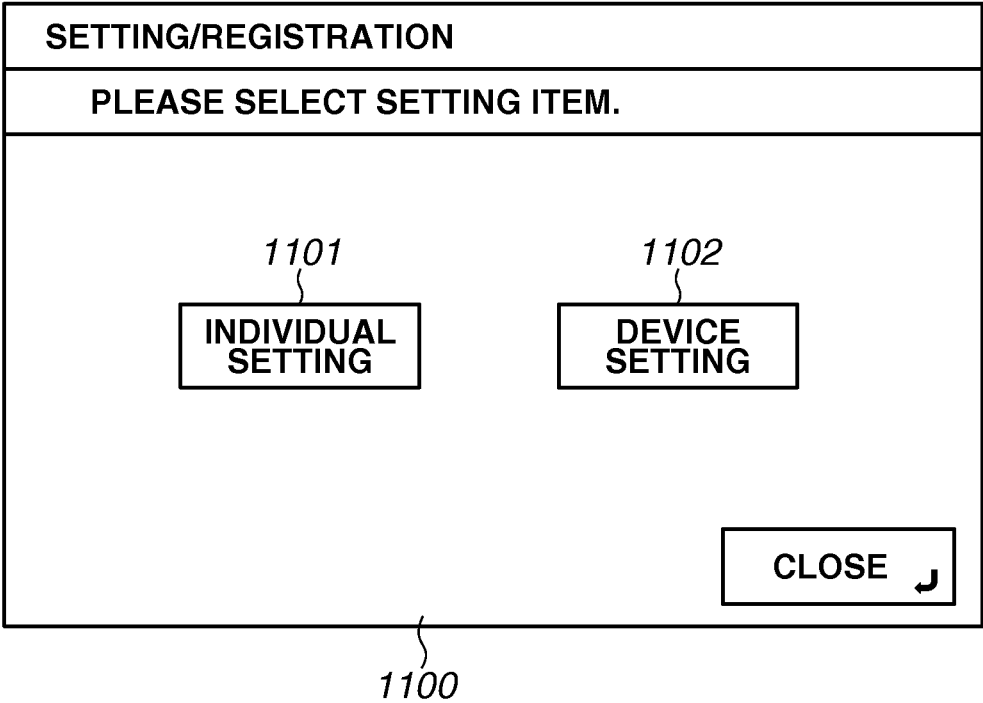 SETTING/REGISTRATION
PLEASE SELECT SETTING ITEM.
1101
1102
INDIVIDUAL
SETTING
DEVICE
SETTING
CLOSE
1100